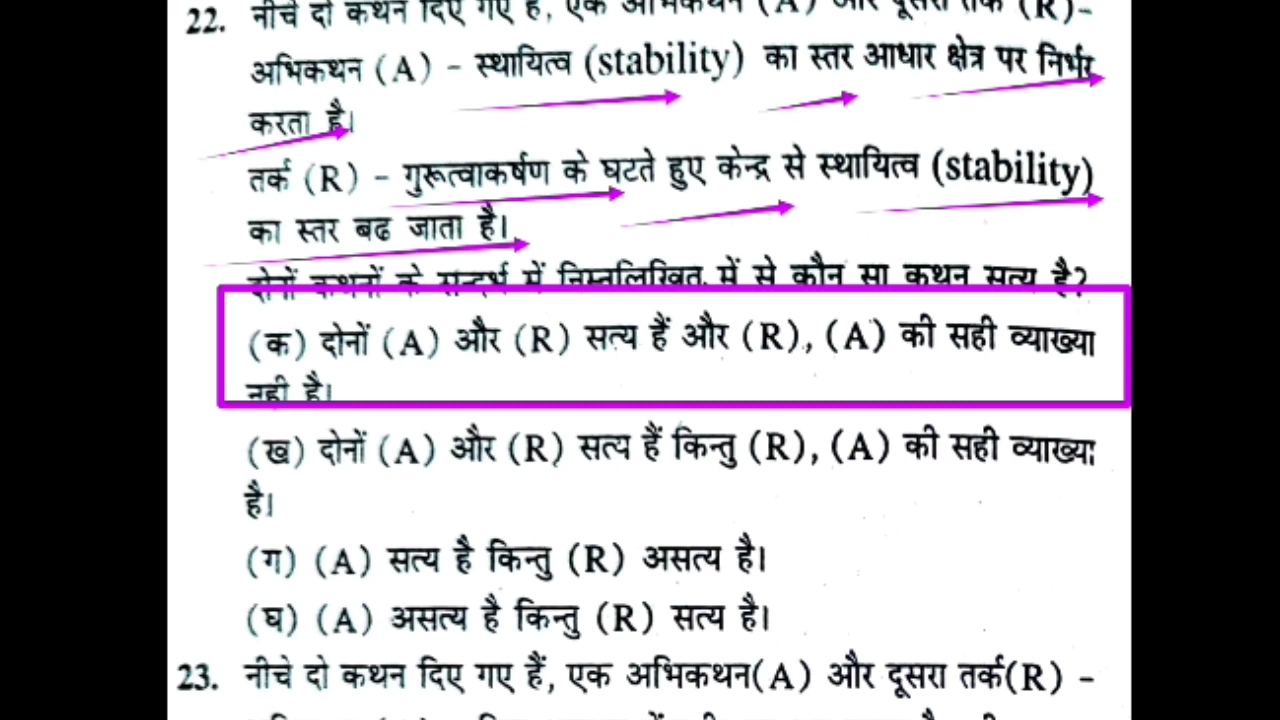 22. नीचे दो कथन दिए गए हैं, एक अभिकथन (A) और दूसरा तर्क (R)-
अभिकथन (A) - स्थायित्व (stability) का स्तर आधार क्षेत्र पर निर्भर
करता है।
तर्क (R) - गुरूत्वाकर्षण के घटते हुए केन्द्र से स्थायित्व (stability)
का स्तर बढ जाता है।
दोनों कथनों के सन्दर्भ में निम्नलिखित में से कौन सा कथन सत्य है?
(क) दोनों (A) और (R) सत्य हैं और (R), (A) की सही व्याख्या
नही है।
(ख) दोनों (A) और (R) सत्य हैं किन्तु (R), (A) की सही व्याख्या
है।
(ग) (A) सत्य है किन्तु (R) असत्य है।
(घ) (A) असत्य है किन्तु (R) सत्य है।
23. नीचे दो कथन दिए गए हैं, एक अभिकथन(A) और दूसरा तर्क(R) -